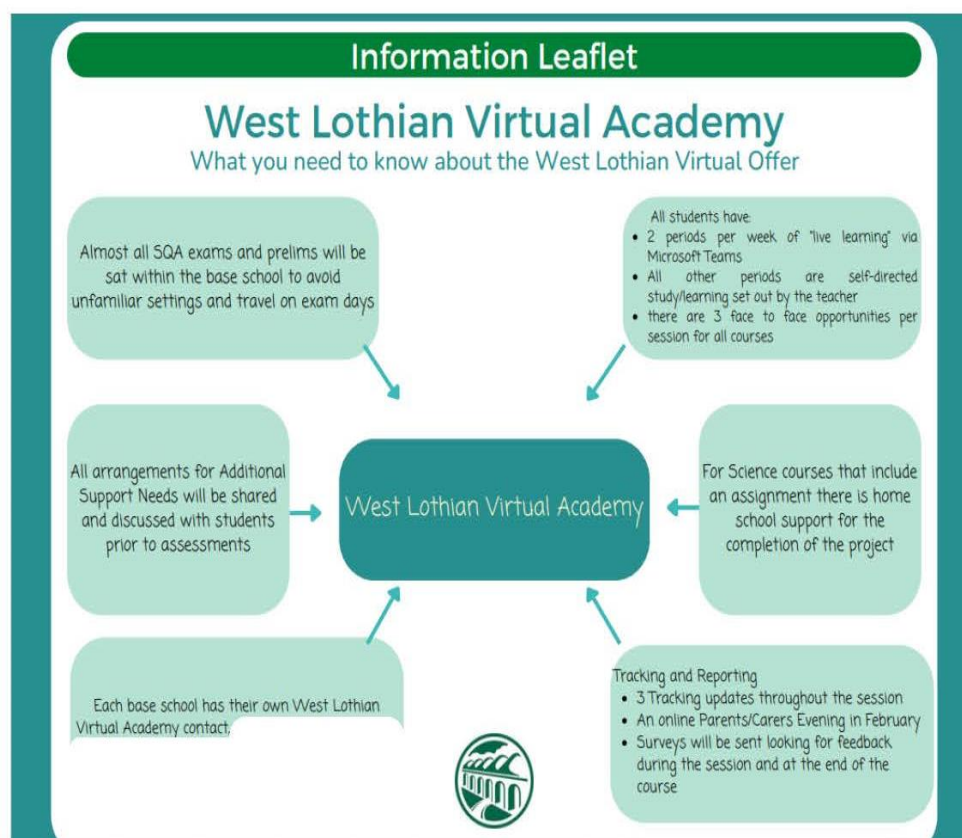 Information Leaflet
West Lothian Virtual Academy
What you need to know about the West Lothian Virtual Offer
Almost all SQA exams and prelims will be
sat within the base school to avoid
unfamiliar settings and travel on exam days
All students have:
• 2 periods per week of "live learning" via
Microsoft Teams
• All other periods are self-directed
study/learning set out by the teacher
• there are 3 face to face opportunities per
session for all courses
All arrangements for Additional
Support Needs will be shared
and discussed with students
prior to assessments
West Lothian Virtual Academy
For Science courses that include
an assignment there is home
school support for the
completion of the project
Each base school has their own West Lothian
Virtual Academy contact.
Tracking and Reporting
• 3 Tracking updates throughout the session
• An online Parents/Carers Evening in February
• Surveys will be sent looking for feedback
during the session and at the end of the
course